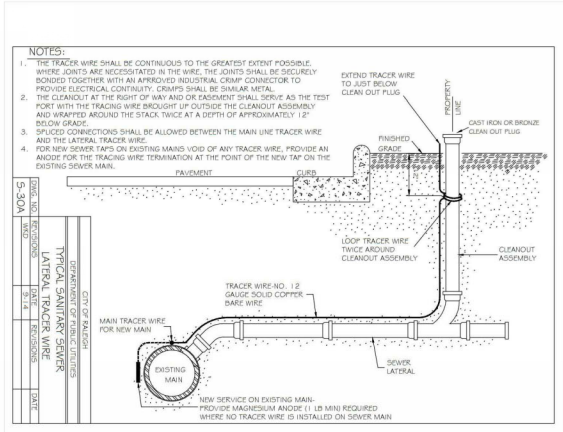 NOTES:
1. THE TRACER WIRE SHALL BE CONTINUOUS TO THE GREATEST EXTENT POSSIBLE.
WHERE JOINTS ARE NECESSITATED IN THE WIRE, THE JOINTS SHALL BE SECURELY
BONDED TOGETHER WITH AN APRROVED INDUSTRIAL CRIMP CONNECTOR TO
PROVIDE ELECTRICAL CONTINUITY. CRIMPS SHALL BE SIMILAR METAL.
2. THE CLEANOUT AT THE RIGHT OF WAY AND OR EASEMENT SHALL SERVE AS THE TEST
PORT WITH THE TRACING WIRE BROUGHT UP OUTSIDE THE CLEANOUT ASSEMBLY
AND WRAPPED AROUND THE STACK TWICE AT A DEPTH OF APPROXIMATELY 12"
BELOW GRADE.
3. SPLICED CONNECTIONS SHALL BE ALLOWED BETWEEN THE MAIN LINE TRACER WIRE
AND THE LATERAL TRACER WIRE.
4. FOR NEW SEWER TAPS ON EXISTING MAINS VOID OF ANY TRACER WIRE, PROVIDE AN
ANODE FOR THE TRACING WIRE TERMINATION AT THE POINT OF THE NEW TAP ON THE
EXISTING SEWER MAIN.
EXTEND TRACER WIRE
TO JUST BELOW
CLEAN OUT PLUG
PROPERTY
LINE
CAST IRON OR BRONZE
CLEAN OUT PLUG
FINISHED
GRADE
PAVEMENT
CURB
LOOP TRACER WIRE
TWICE AROUND
CLEANOUT ASSEMBLY
CLEANOUT
ASSEMBLY
TRACER WIRE-NO. 12
GAUGE SOLID COPPER
BARE WIRE
MAIN TRACER WIRE
FOR NEW MAIN
EXISTING
MAIN
SEWER
LATERAL
NEW SERVICE ON EXISTING MAIN-
PROVIDE MAGNESIUM ANODE (1 LB MIN) REQUIRED
WHERE NO TRACER WIRE IS INSTALLED ON SEWER MAIN
CITY OF RALEIGH
DEPARTMENT OF PUBLIC UTILITIES
TYPICAL SANITARY SEWER
LATERAL TRACER WIRE
DWG. NO. REVISIONS DATE REVISIONS DATE
S-30A WKD 9-14